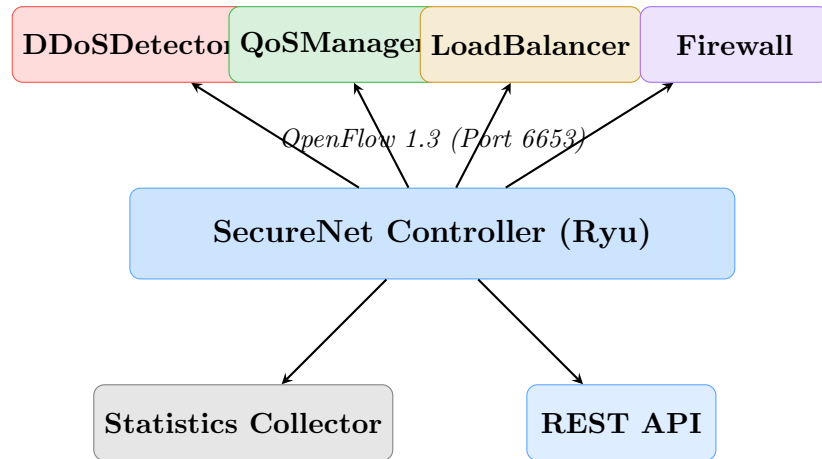 DDoSDetector QoSManager LoadBalancer Firewall
OpenFlow 1.3 (Port 6653)
SecureNet Controller (Ryu)
Statistics Collector REST API